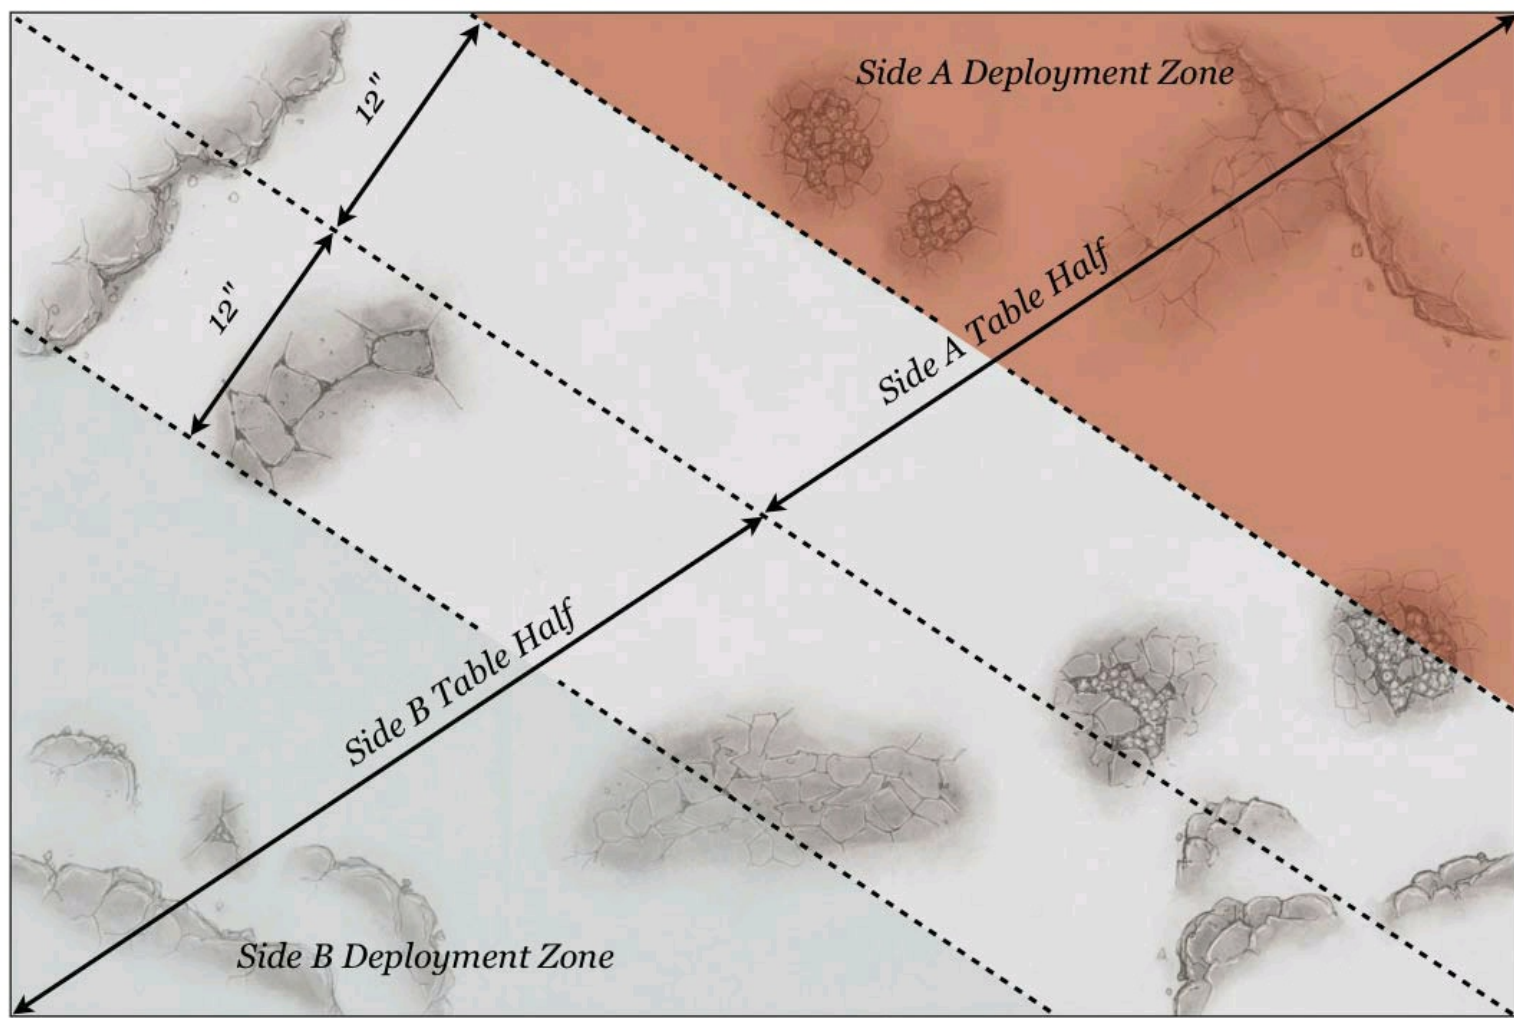 Side A Deployment Zone
12"
12"
Side A Table Half
Side B Table Half
Side B Deployment Zone